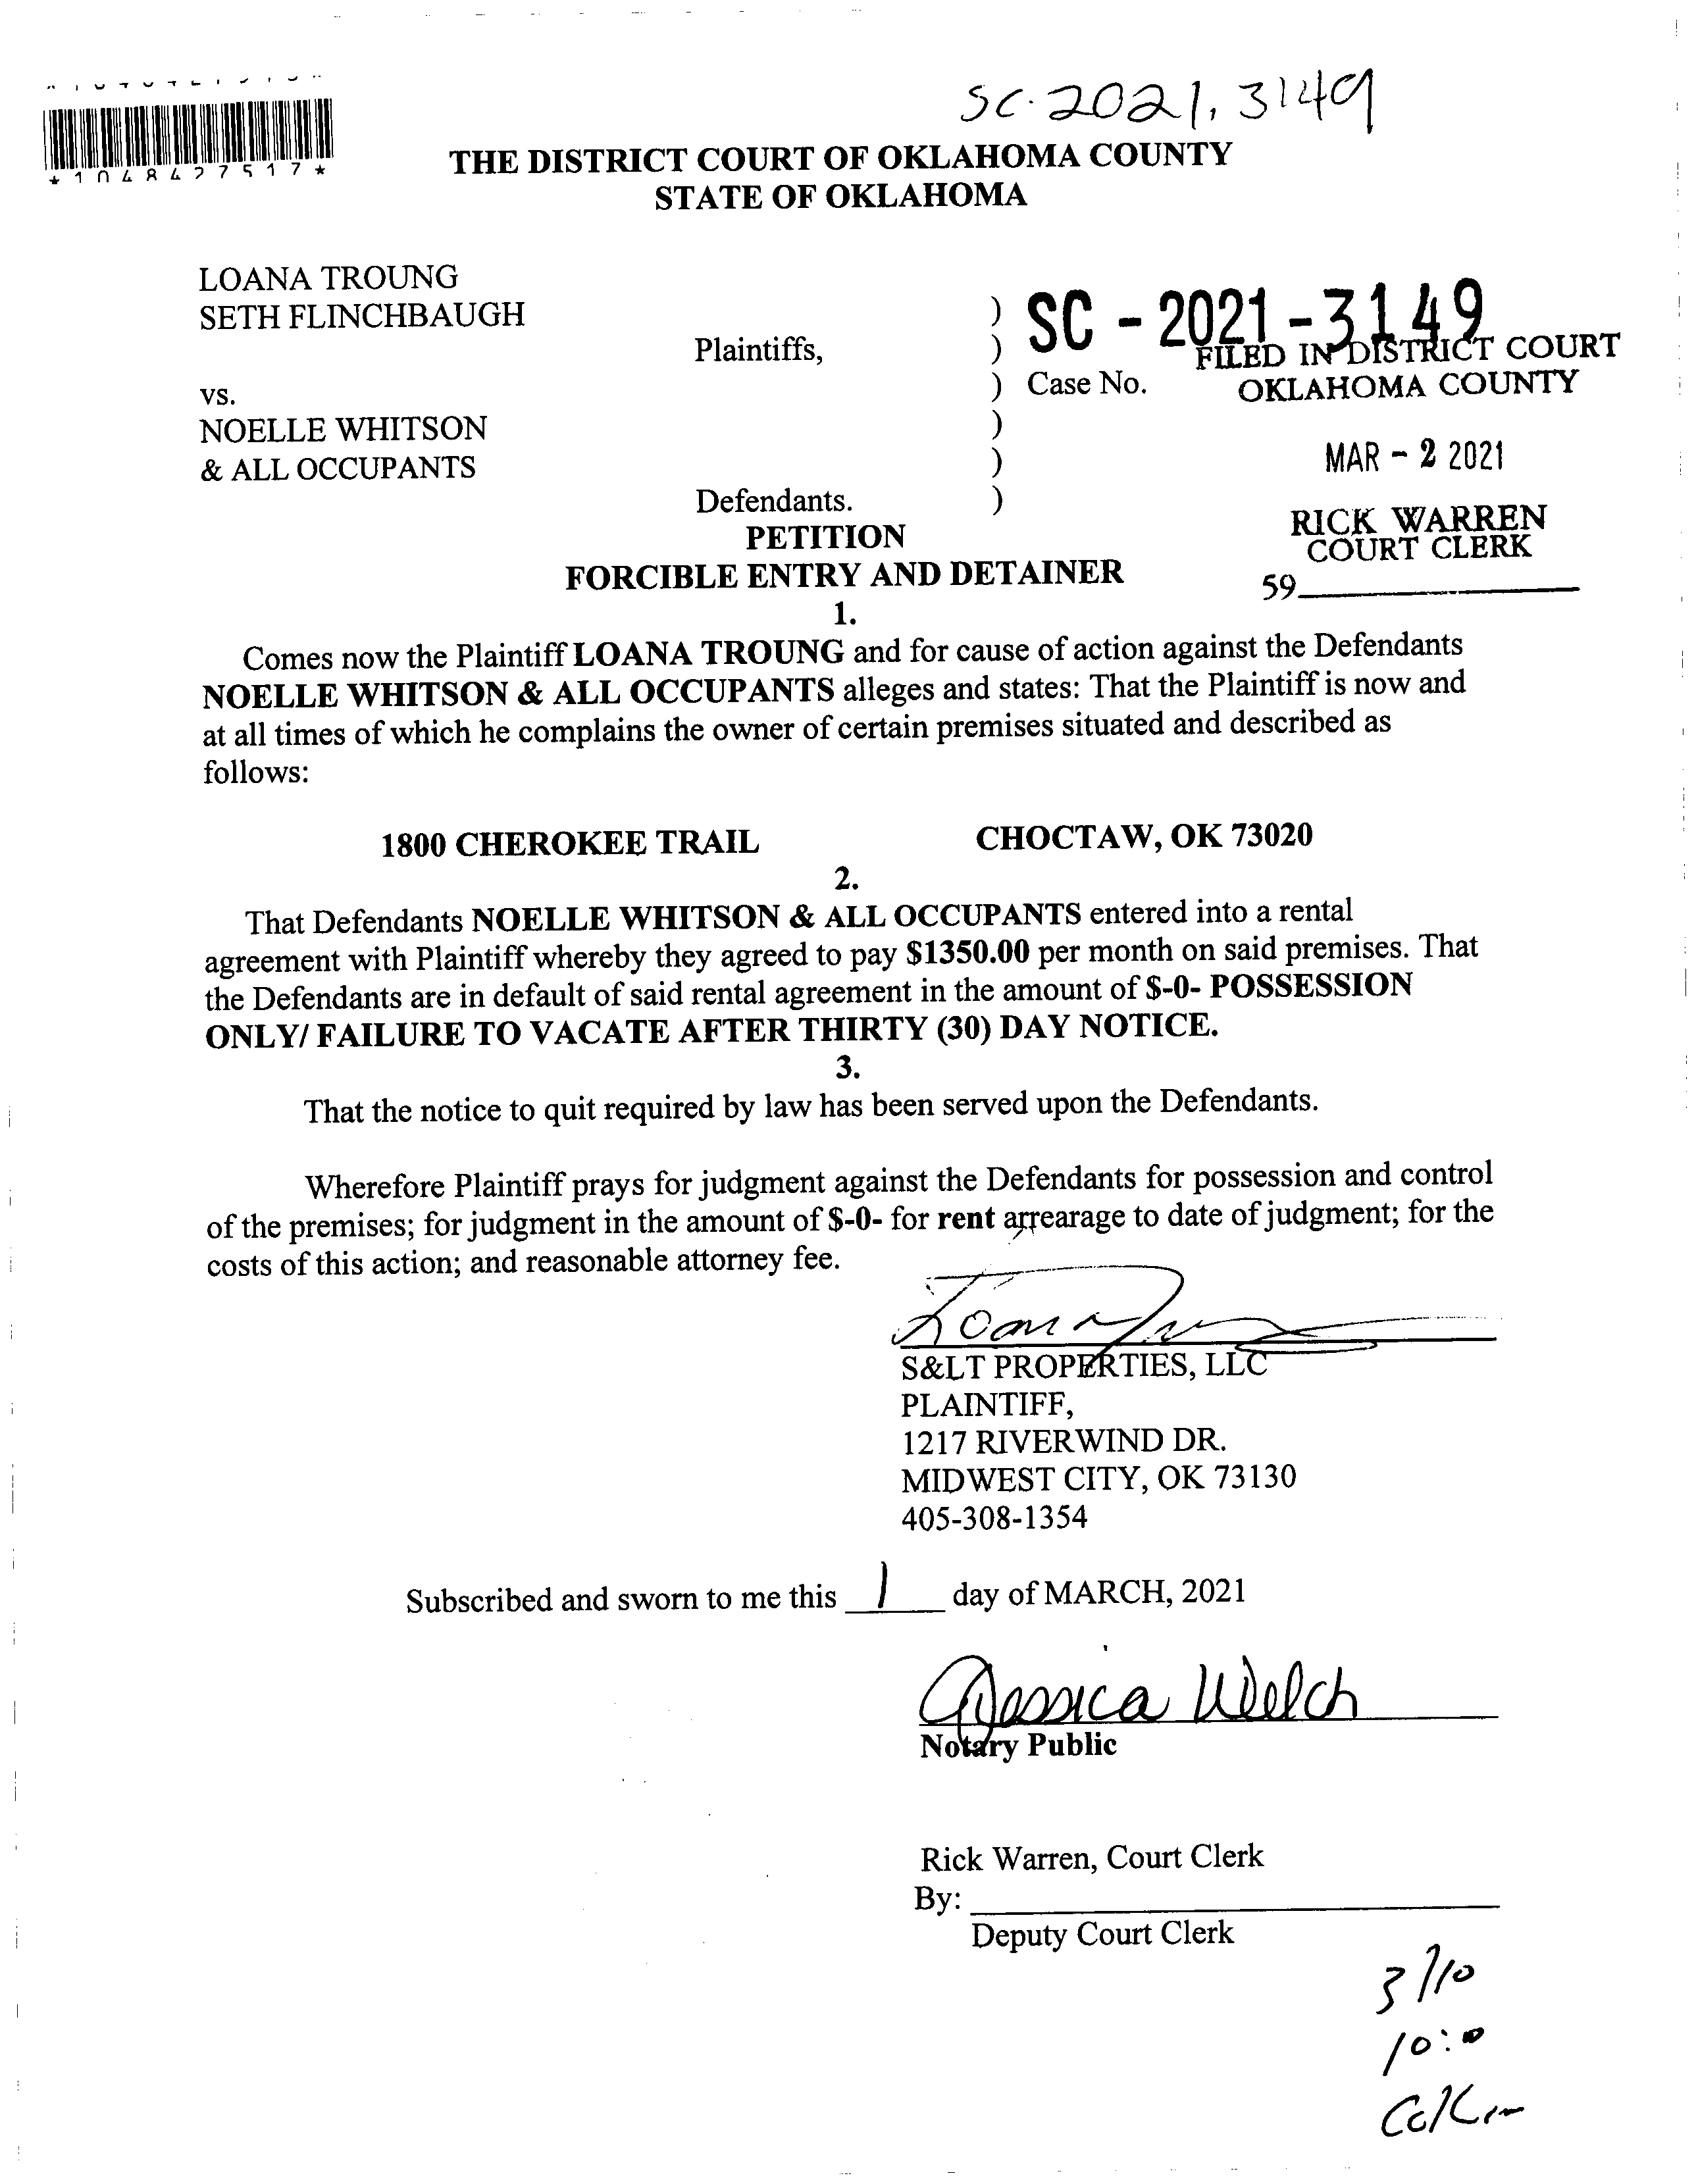 SC-2021-3149
*1048427517*
THE DISTRICT COURT OF OKLAHOMA COUNTY
STATE OF OKLAHOMA
LOANA TROUNG
SETH FLINCHBAUGH )
Plaintiffs, )
SC - 2021 - 3149
FILED IN DISTRICT COURT
OKLAHOMA COUNTY
vs. ) Case No.
NOELLE WHITSON )
& ALL OCCUPANTS )
MAR - 2 2021
Defendants. )
RICK WARREN
COURT CLERK
59
PETITION
FORCIBLE ENTRY AND DETAINER
1.
Comes now the Plaintiff LOANA TROUNG and for cause of action against the Defendants
NOELLE WHITSON & ALL OCCUPANTS alleges and states: That the Plaintiff is now and
at all times of which he complains the owner of certain premises situated and described as
follows:
1800 CHEROKEE TRAIL CHOCTAW, OK 73020
2.
That Defendants NOELLE WHITSON & ALL OCCUPANTS entered into a rental
agreement with Plaintiff whereby they agreed to pay $1350.00 per month on said premises. That
the Defendants are in default of said rental agreement in the amount of $-0- POSSESSION
ONLY/ FAILURE TO VACATE AFTER THIRTY (30) DAY NOTICE.
3.
That the notice to quit required by law has been served upon the Defendants.
Wherefore Plaintiff prays for judgment against the Defendants for possession and control
of the premises; for judgment in the amount of $-0- for rent arrearage to date of judgment; for the
costs of this action; and reasonable attorney fee.
S&LT PROPERTIES, LLC
PLAINTIFF,
1217 RIVERWIND DR.
MIDWEST CITY, OK 73130
405-308-1354
Subscribed and sworn to me this 1 day of MARCH, 2021
Jessica Welch
Notary Public
Rick Warren, Court Clerk
By:
Deputy Court Clerk
3/10
10:00